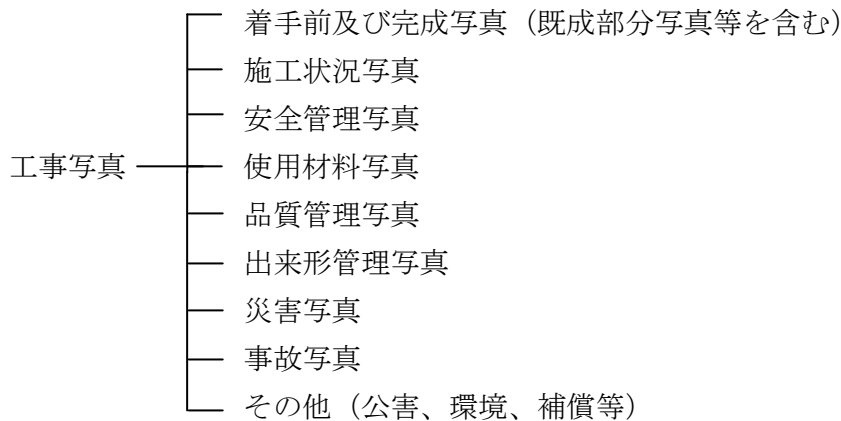 着手前及び完成写真（既成部分写真等を含む）
施工状況写真
安全管理写真
工事写真
使用材料写真
品質管理写真
出来形管理写真
災害写真
事故写真
その他（公害、環境、補償等）